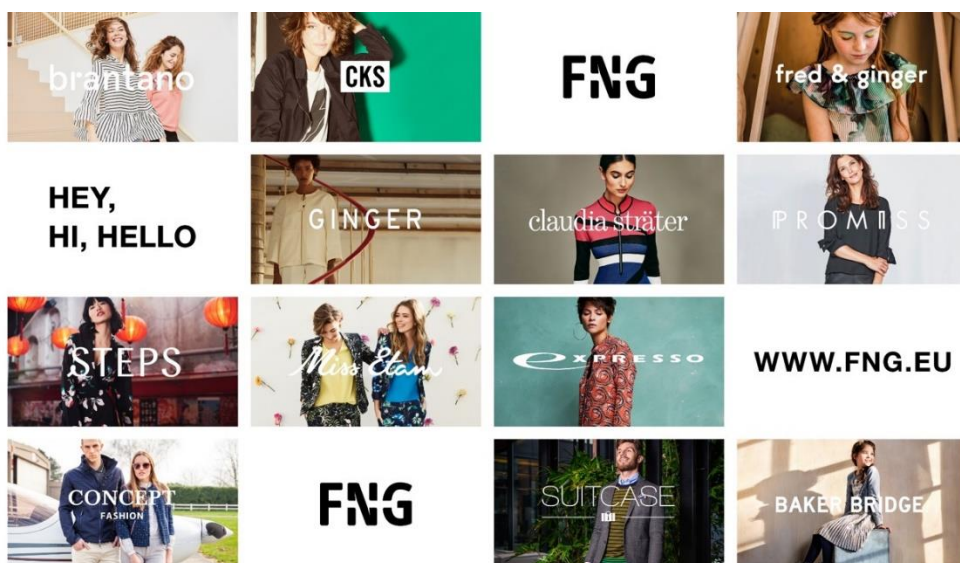 brantano
CKS
FNG
fred & ginger
HEY,
HI, HELLO
GINGER
claudia sträter
PROMISS
STEPS
Miss Etam
expresso
WWW.FNG.EU
CONCEPT
FASHION
FNG
SUITCASE
BAKER BRIDGE